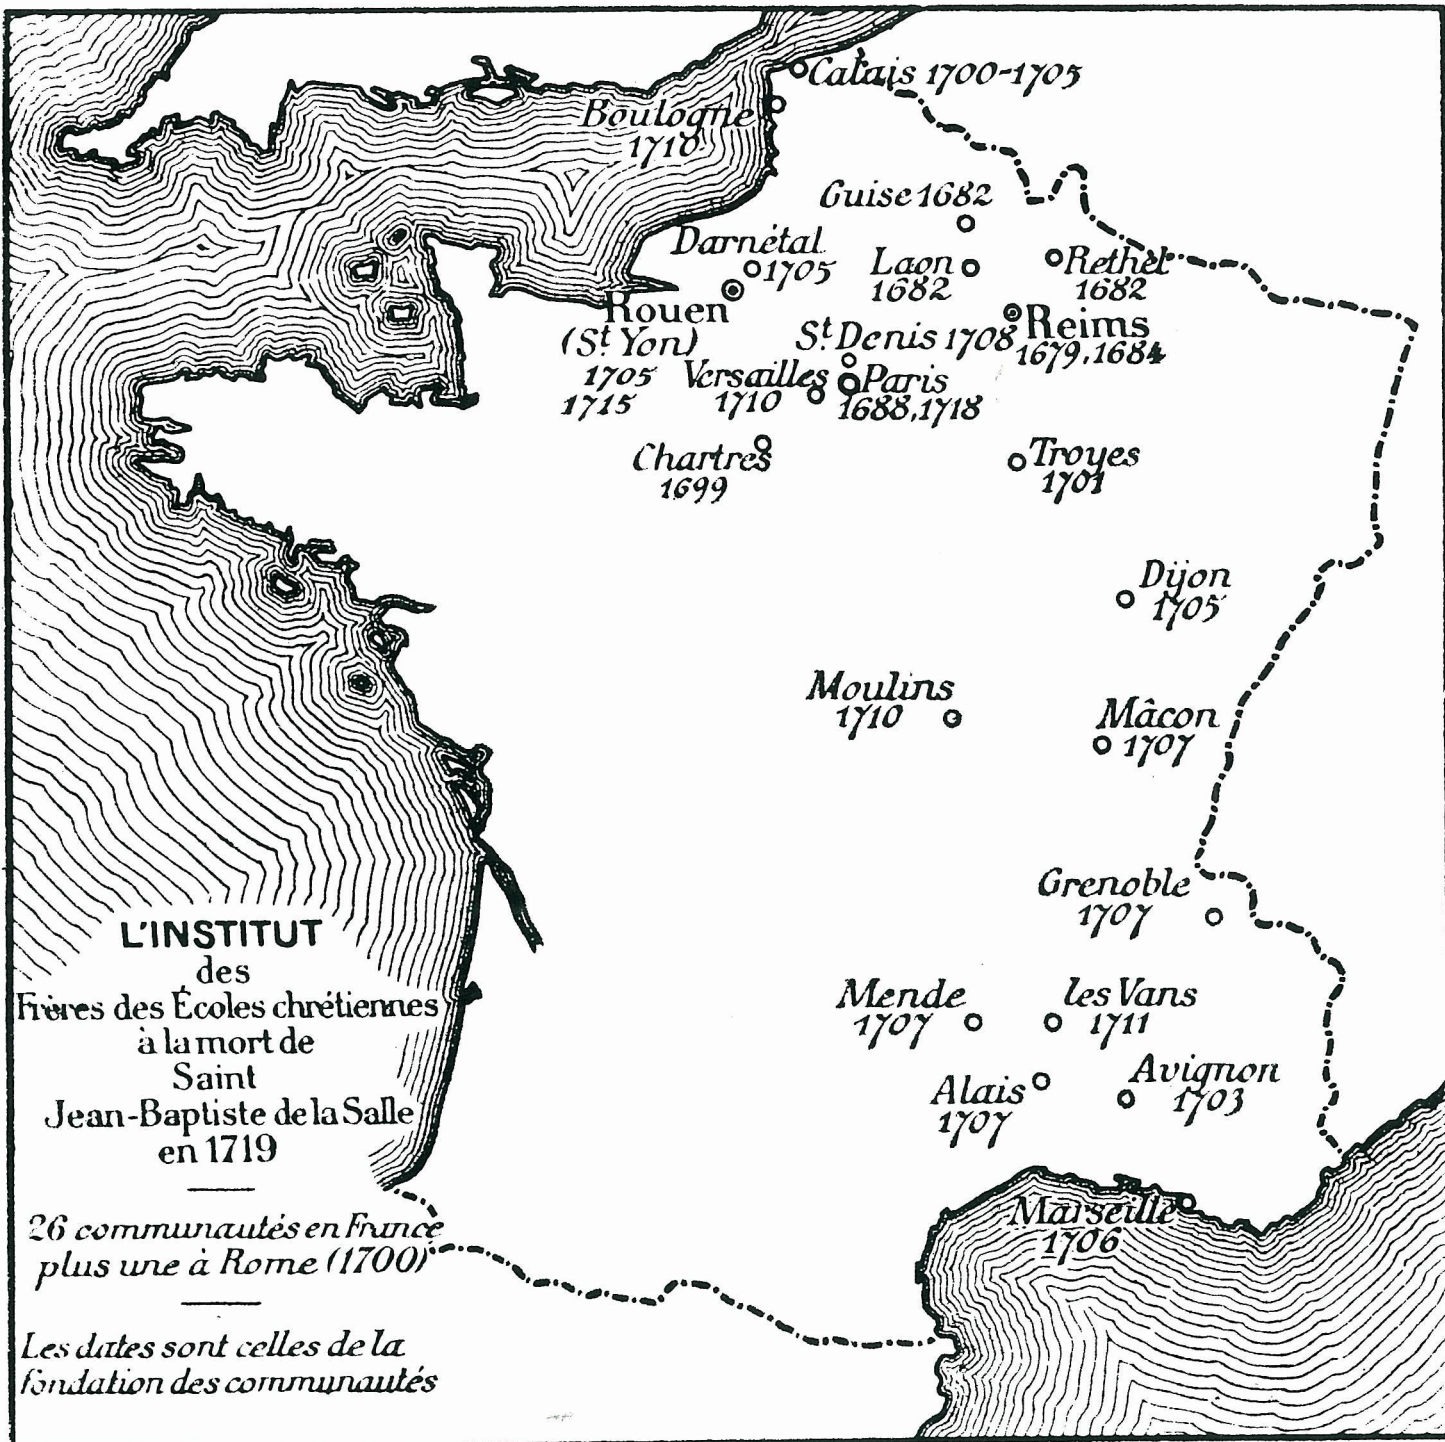 Calais 1700-1705
Boulogne
1710
Guise 1682
Darnétal
1705
Laon
1682
Rethel
1682
Rouen
(St Yon)
1705
1715
St Denis 1708
Reims
1679, 1684
Versailles
1710
Paris
1688, 1718
Chartres
1699
Troyes
1701
Dijon
1705
Moulins
1710
Mâcon
1707
Grenoble
1707
Mende
1707
les Vans
1711
Alais
1707
Avignon
1703
Marseille
1706
L'INSTITUT
des
Frères des Écoles chrétiennes
à la mort de
Saint
Jean-Baptiste de la Salle
en 1719
26 communautés en France
plus une à Rome (1700)
Les dates sont celles de la
fondation des communautés